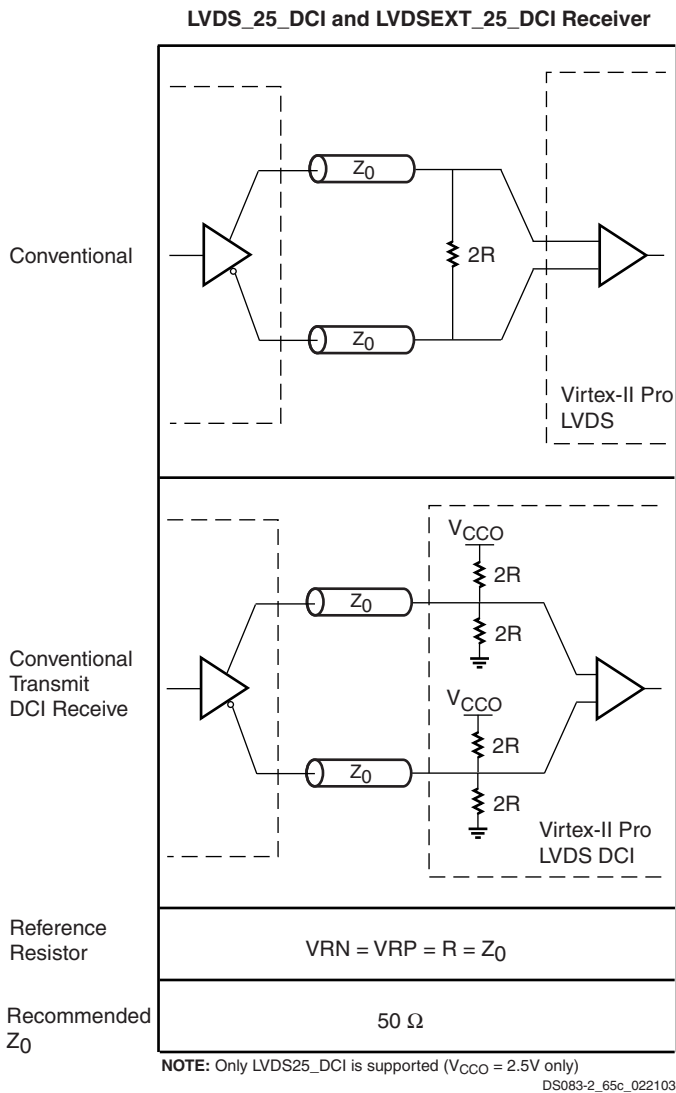 LVDS_25_DCI and LVDSEXT_25_DCI Receiver
Conventional
Z0
2R
Z0
Virtex-II Pro
LVDS
Conventional
Transmit
DCI Receive
VCCO
2R
Z0
2R
VCCO
2R
Z0
2R
Virtex-II Pro
LVDS DCI
Reference
Resistor
VRN = VRP = R = Z0
Recommended
Z0
50 Ω
NOTE: Only LVDS25_DCI is supported (VCCO = 2.5V only)
DS083-2_65c_022103